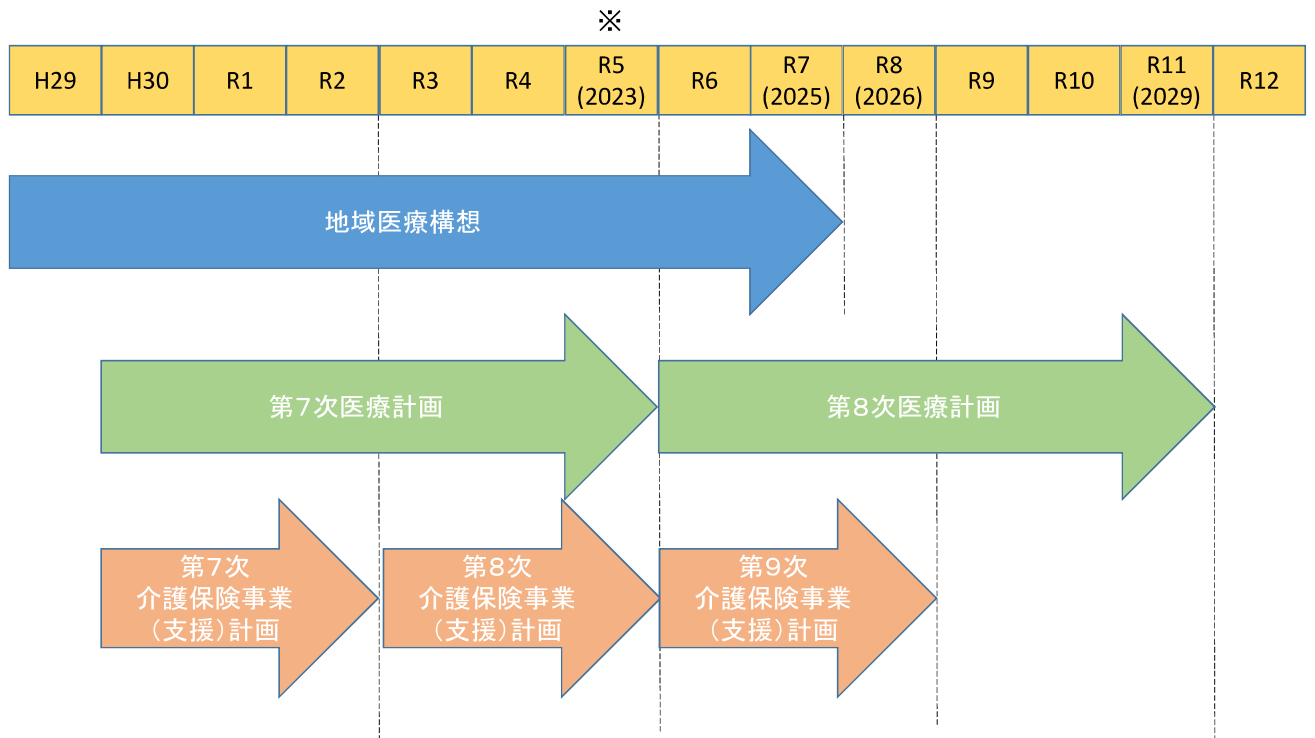 ※
H29
H30
R1
R2
R3
R4
R5
(2023)
R6
R7
(2025)
R8
(2026)
R9
R10
R11
(2029)
R12
地域医療構想
第７次医療計画
第８次医療計画
第７次
介護保険事業
（支援）計画
第８次
介護保険事業
（支援）計画
第９次
介護保険事業
（支援）計画